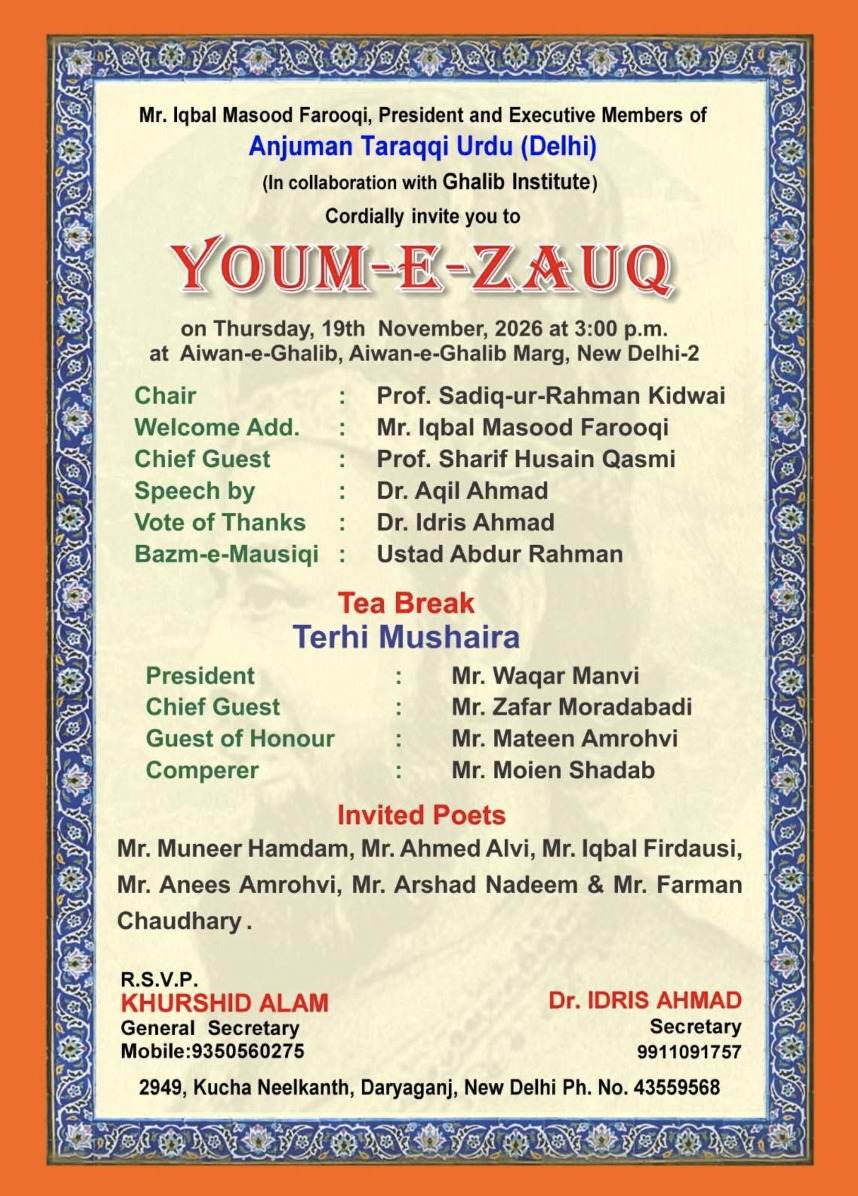 Mr. Iqbal Masood Farooqi, President and Executive Members of
Anjuman Taraqqi Urdu (Delhi)
(In collaboration with Ghalib Institute)
Cordially invite you to
YOUM-E-ZAUQ
on Thursday, 19th November, 2026 at 3:00 p.m.
at Aiwan-e-Ghalib, Aiwan-e-Ghalib Marg, New Delhi-2
Chair : Prof. Sadiq-ur-Rahman Kidwai
Welcome Add. : Mr. Iqbal Masood Farooqi
Chief Guest : Prof. Sharif Husain Qasmi
Speech by : Dr. Aqil Ahmad
Vote of Thanks : Dr. Idris Ahmad
Bazm-e-Mausiqi : Ustad Abdur Rahman
Tea Break
Terhi Mushaira
President : Mr. Waqar Manvi
Chief Guest : Mr. Zafar Moradabadi
Guest of Honour : Mr. Mateen Amrohvi
Comperer : Mr. Moien Shadab
Invited Poets
Mr. Muneer Hamdam, Mr. Ahmed Alvi, Mr. Iqbal Firdausi,
Mr. Anees Amrohvi, Mr. Arshad Nadeem & Mr. Farman
Chaudhary .
R.S.V.P.
KHURSHID ALAM
General Secretary
Mobile:9350560275
Dr. IDRIS AHMAD
Secretary
9911091757
2949, Kucha Neelkanth, Daryaganj, New Delhi Ph. No. 43559568